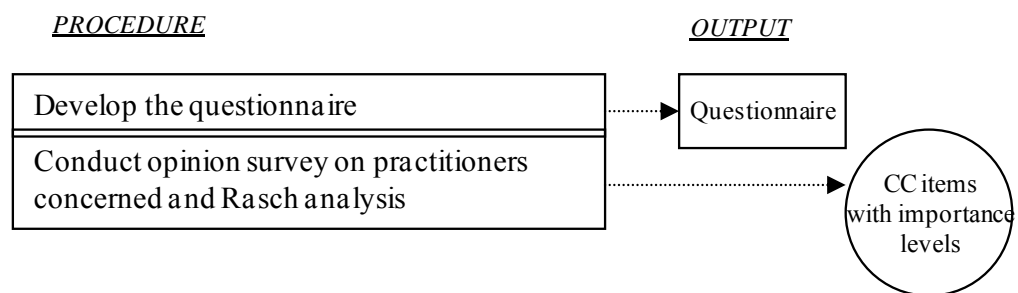 PROCEDURE
OUTPUT
Develop the questionnaire
Questionnaire
Conduct opinion survey on practitioners
concerned and Rasch analysis
CC items
with importance
levels